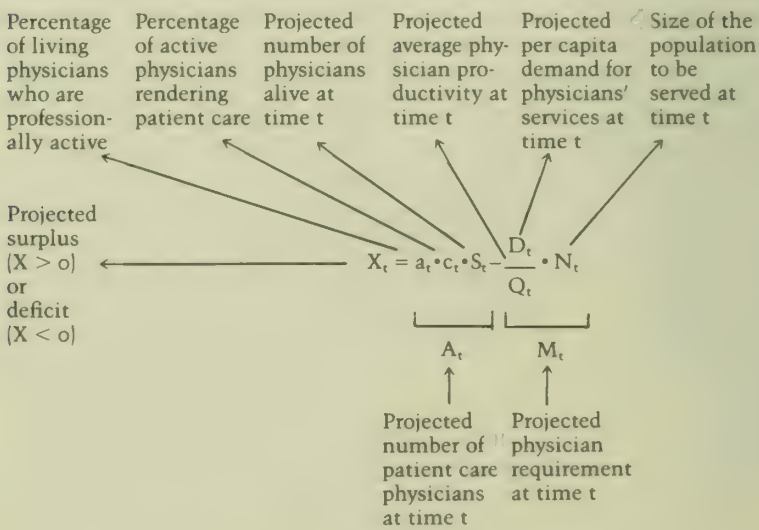 Percentage
of living
physicians
who are
profession-
ally active
Percentage
of active
physicians
rendering
patient care
Projected
number of
physicians
alive at
time t
Projected
average phy-
sician pro-
ductivity at
time t
Projected
per capita
demand for
physicians'
services at
time t
Size of the
population
to be
served at
time t
Projected
surplus
(X > o)
or
deficit
(X < o)
Xₜ = aₜ•cₜ•Sₜ – Dₜ/Qₜ • Nₜ
Aₜ
Mₜ
Projected
number of
patient care
physicians
at time t
Projected
physician
requirement
at time t